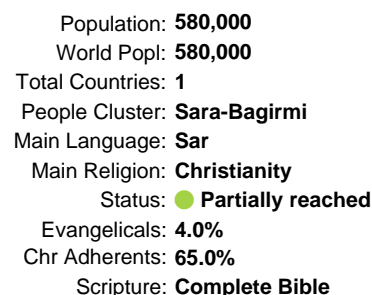 Population: 580,000
World Popl: 580,000
Total Countries: 1
People Cluster: Sara-Bagirmi
Main Language: Sar
Main Religion: Christianity
Status: Partially reached
Evangelicals: 4.0%
Chr Adherents: 65.0%
Scripture: Complete Bible